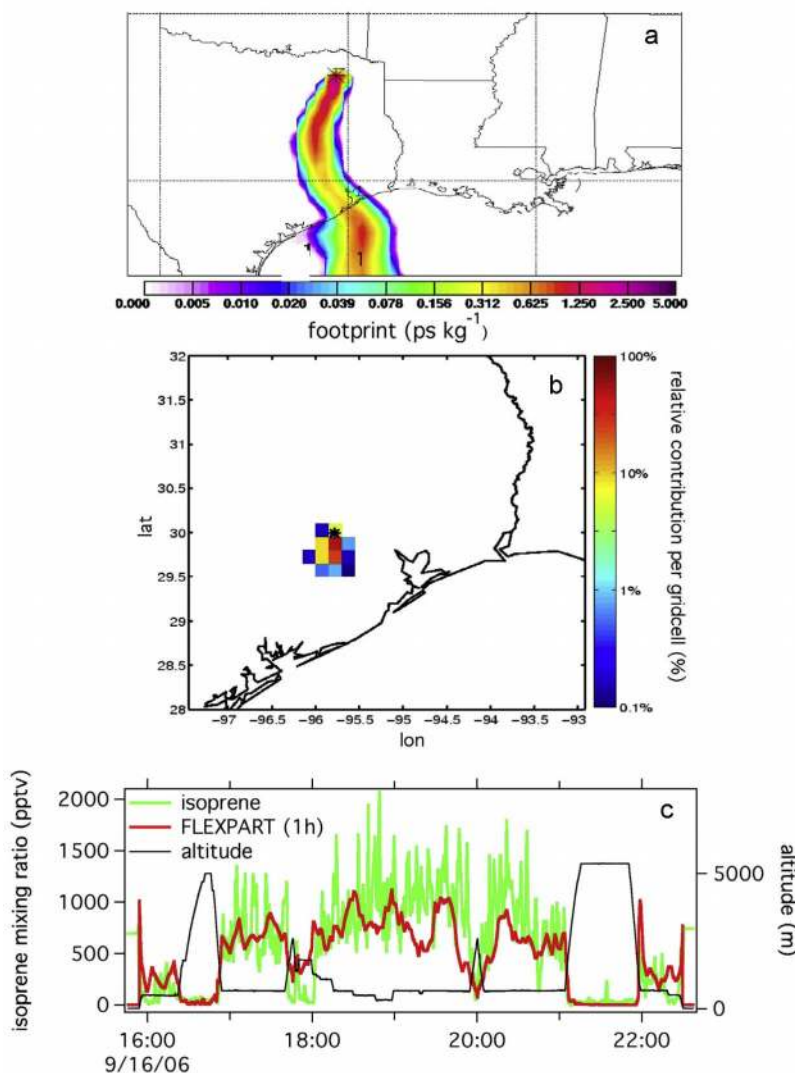 a
1
1
0.000 0.005 0.010 0.020 0.039 0.078 0.156 0.312 0.625 1.250 2.500 5.000
footprint (ps kg⁻¹)
b
32
31.5
31
30.5
30
29.5
29
28.5
28
lat
−97 −96.5 −96 −95.5 −95 −94.5 −94 −93.5 −93
lon
100%
10%
1%
0.1%
relative contribution per gridcell (%)
c
isoprene
FLEXPART (1h)
altitude
2000
1500
1000
500
0
isoprene mixing ratio (pptv)
5000
0
altitude (m)
16:00 18:00 20:00 22:00
9/16/06